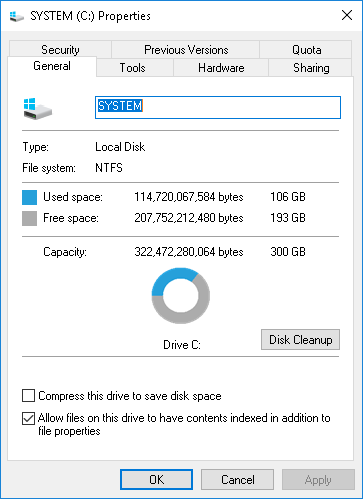 SYSTEM (C:) Properties
Security Previous Versions Quota
General Tools Hardware Sharing
SYSTEM
Type: Local Disk
File system: NTFS
Used space: 114,720,067,584 bytes 106 GB
Free space: 207,752,212,480 bytes 193 GB
Capacity: 322,472,280,064 bytes 300 GB
Drive C:
Disk Cleanup
Compress this drive to save disk space
Allow files on this drive to have contents indexed in addition to
file properties
OK Cancel Apply